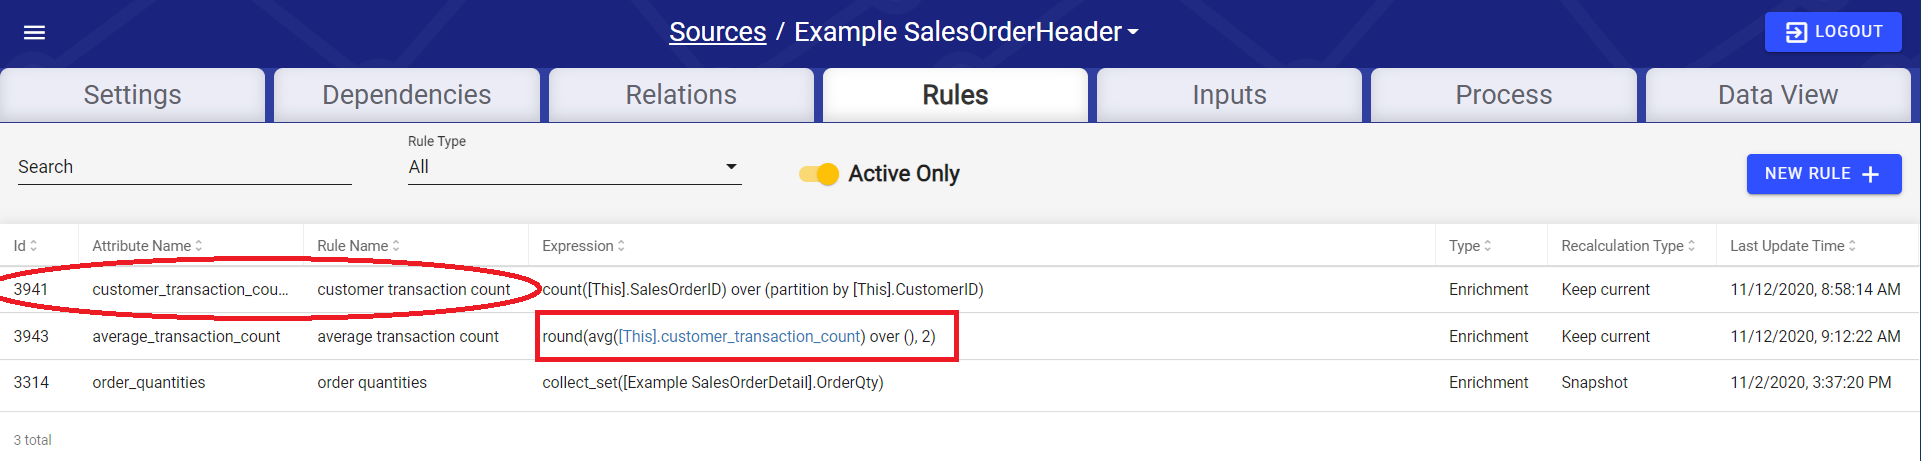 Sources / Example SalesOrderHeader
LOGOUT
Settings Dependencies Relations Rules Inputs Process Data View
Rule Type
Search All Active Only NEW RULE +
Id Attribute Name Rule Name Expression Type Recalculation Type Last Update Time
3941 customer_transaction_cou... customer transaction count count([This].SalesOrderID) over (partition by [This].CustomerID) Enrichment Keep current 11/12/2020, 8:58:14 AM
3943 average_transaction_count average transaction count round(avg([This].customer_transaction_count) over (), 2) Enrichment Keep current 11/12/2020, 9:12:22 AM
3314 order_quantities order quantities collect_set([Example SalesOrderDetail].OrderQty) Enrichment Snapshot 11/2/2020, 3:37:20 PM
3 total